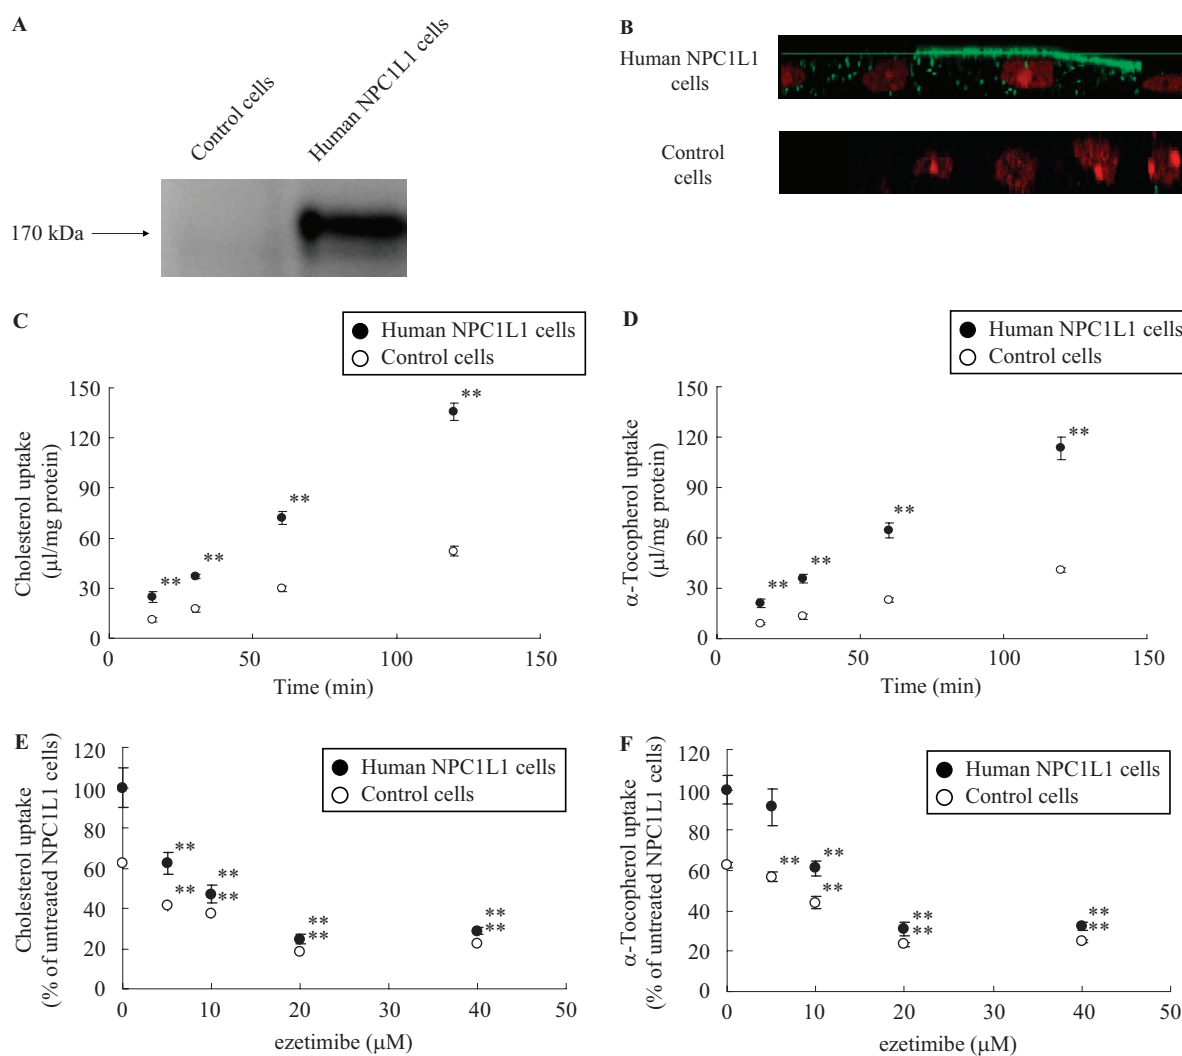 A
Control cells
Human NPC1L1 cells
170 kDa
B
Human NPC1L1
cells
Control
cells
C
Human NPC1L1 cells
Control cells
Cholesterol uptake
(μl/mg protein)
150
120
90
60
30
0
0
50
100
150
Time (min)
**
**
**
**
D
Human NPC1L1 cells
Control cells
α-Tocopherol uptake
(μl/mg protein)
150
120
90
60
30
0
0
50
100
150
Time (min)
**
**
**
**
E
Human NPC1L1 cells
Control cells
Cholesterol uptake
(% of untreated NPC1L1 cells)
120
100
80
60
40
20
0
0
10
20
30
40
50
ezetimibe (μM)
**
**
**
**
**
**
**
**
F
Human NPC1L1 cells
Control cells
α-Tocopherol uptake
(% of untreated NPC1L1 cells)
120
100
80
60
40
20
0
0
10
20
30
40
50
ezetimibe (μM)
**
**
**
**
**
**
**